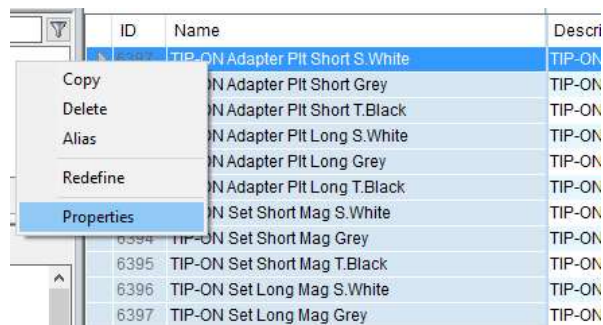 ID Name Descri
TIP-ON Adapter Plt Short S.White TIP-ON
Copy
Delete
Alias
Redefine
Properties
N Adapter Plt Short Grey TIP-ON
N Adapter Plt Short T.Black TIP-ON
N Adapter Plt Long S.White TIP-ON
N Adapter Plt Long Grey TIP-ON
N Adapter Plt Long T.Black TIP-ON
N Set Short Mag S.White TIP-ON
6394 TIP-ON Set Short Mag Grey TIP-ON
6395 TIP-ON Set Short Mag T.Black TIP-ON
6396 TIP-ON Set Long Mag S.White TIP-ON
6397 TIP-ON Set Long Mag Grey TIP-ON